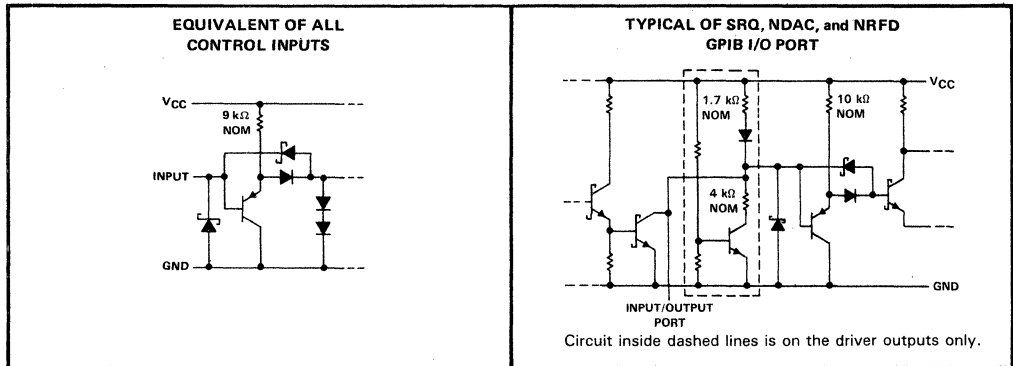 EQUIVALENT OF ALL
CONTROL INPUTS
VCC
9 kΩ
NOM
INPUT
GND
TYPICAL OF SRQ, NDAC, and NRFD
GPIB I/O PORT
VCC
1.7 kΩ
NOM
10 kΩ
NOM
4 kΩ
NOM
GND
INPUT/OUTPUT
PORT
Circuit inside dashed lines is on the driver outputs only.